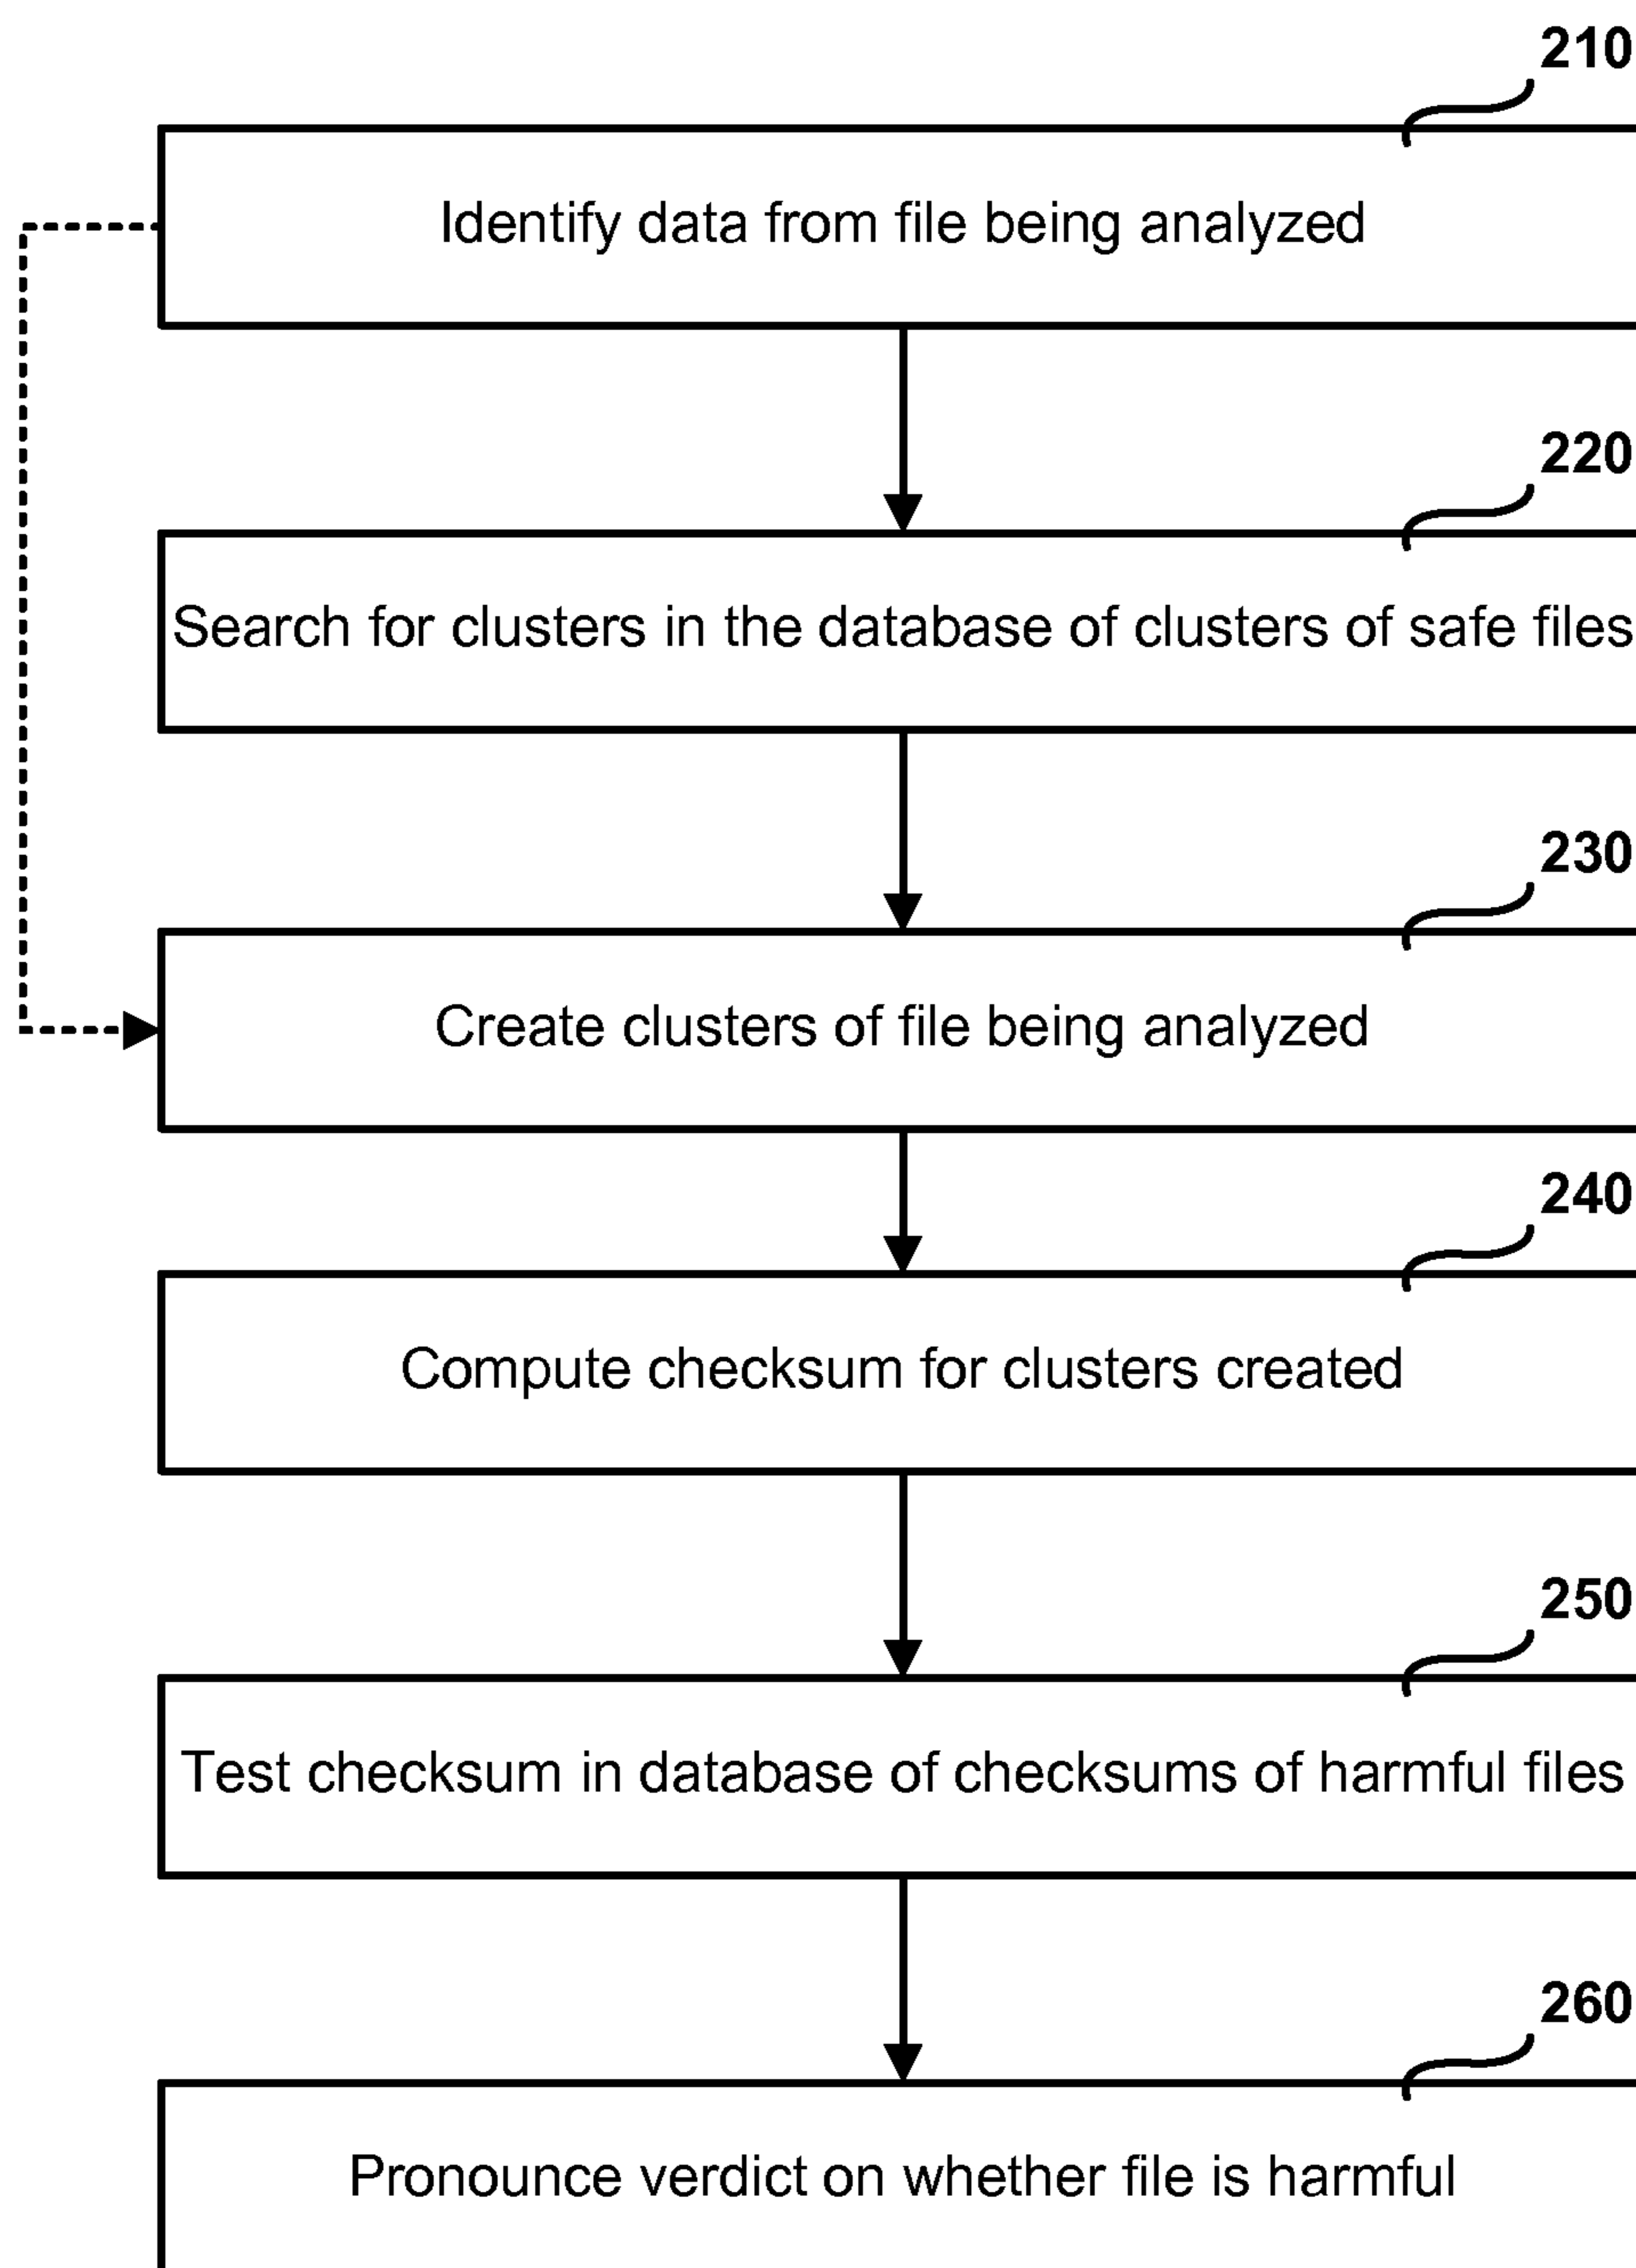 210
Identify data from file being analyzed
220
Search for clusters in the database of clusters of safe files
230
Create clusters of file being analyzed
240
Compute checksum for clusters created
250
Test checksum in database of checksums of harmful files
260
Pronounce verdict on whether file is harmful